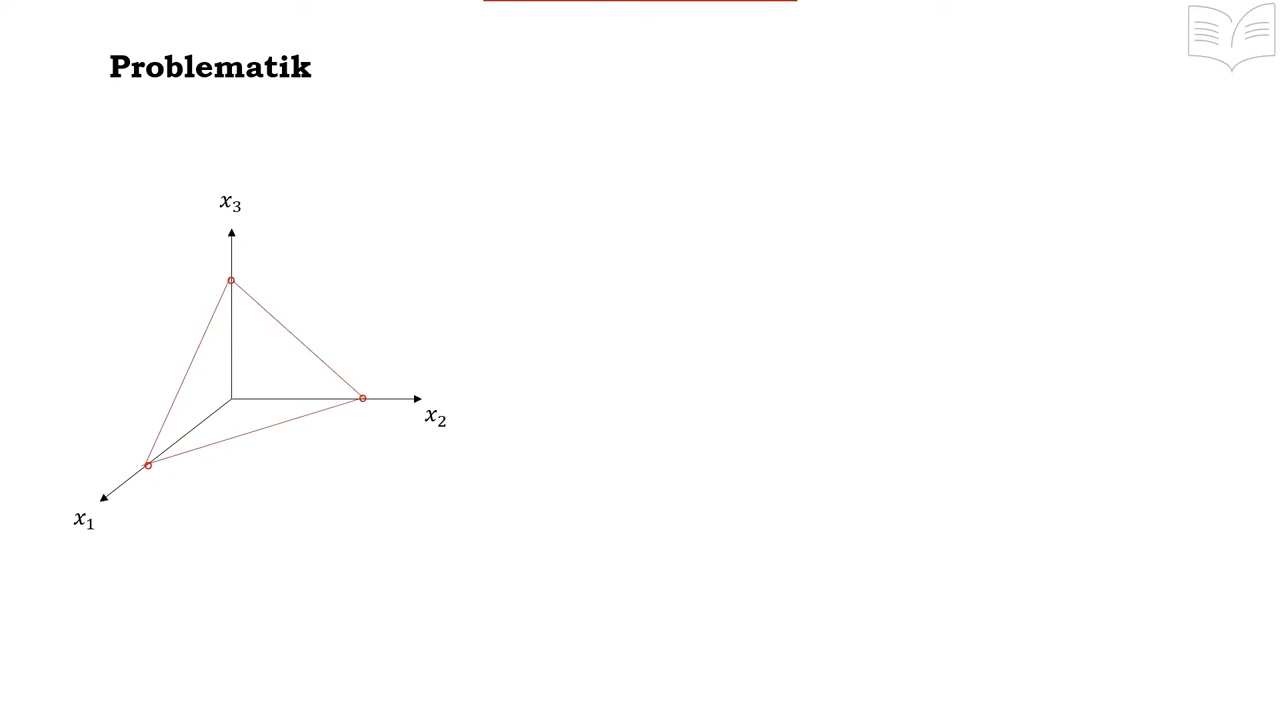 Problematik
x₃
x₂
x₁